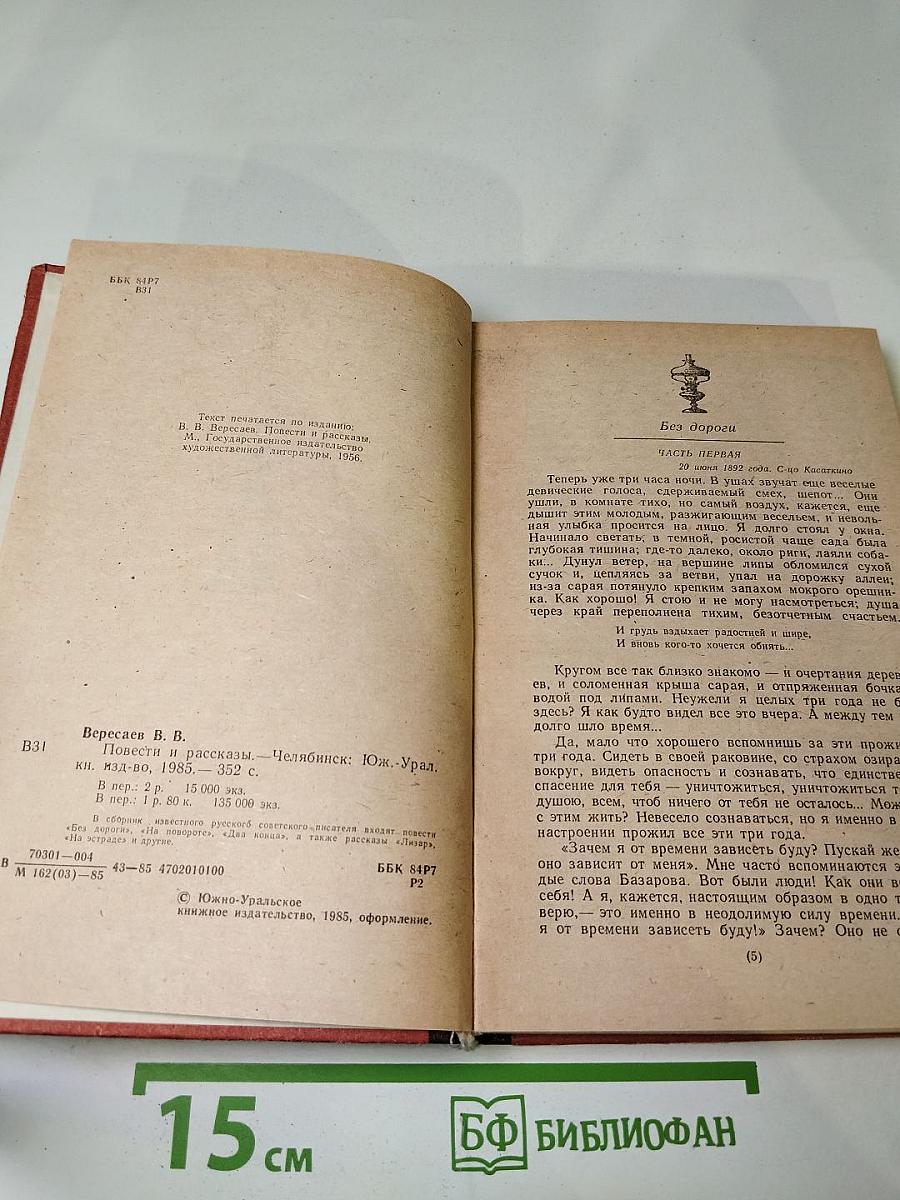 ББК 84Р7
В31
Текст печатается по изданию:
В. В. Вересаев. Повести и рассказы,
М., Государственное издательство
художественной литературы, 1956.
Вересаев В. В.
В31
Повести и рассказы.—Челябинск: Юж.-Урал.
кн. изд-во, 1985.— 352 с.
В пер.: 2 р. 15 000 экз.
В пер.: 1 р. 80 к. 135 000 экз.
В сборник известного русского советского писателя входят повести
«Без дороги», «На повороте», «Два конца», а также рассказы «Лизар»,
«На эстраде» и другие.
В 70301—004
М 162(03)—85 43—85 4702010100
ББК 84Р7
Р2
© Южно-Уральское
книжное издательство, 1985, оформление.
Без дороги
ЧАСТЬ ПЕРВАЯ
20 июня 1892 года. С-цо Касаткино
Теперь уже три часа ночи. В ушах звучат еще веселые
девические голоса, сдерживаемый смех, шепот... Они
ушли, в комнате тихо, но самый воздух, кажется, еще
дышит этим молодым, разжигающим весельем, и неволь-
ная улыбка просится на лицо. Я долго стоял у окна.
Начинало светать; в темной, росистой чаще сада была
глубокая тишина; где-то далеко, около риги, лаяли соба-
ки... Дунул ветер, на вершине липы обломился сухой
сучок и, цепляясь за ветви, упал на дорожку аллеи;
из-за сарая потянуло крепким запахом мокрого орешни-
ка. Как хорошо! Я стою и не могу насмотреться; душа
через край переполнена тихим, безотчетным счастьем.
И грудь вздыхает радостней и шире,
И вновь кого-то хочется обнять...
Кругом все так близко знакомо — и очертания дерев
ев, и соломенная крыша сарая, и отпряженная бочка
водой под липами. Неужели я целых три года не б
здесь? Я как будто видел все это вчера. А между тем
долго шло время...
Да, мало что хорошего вспомнишь за эти прожи
три года. Сидеть в своей раковине, со страхом озира
вокруг, видеть опасность и сознавать, что единстве
спасение для тебя — уничтожиться, уничтожиться т
душою, всем, чтоб ничего от тебя не осталось... Мож
с этим жить? Невесело сознаваться, но я именно в
настроении прожил все эти три года.
«Зачем я от времени зависеть буду? Пускай же
оно зависит от меня». Мне часто вспоминаются э
дые слова Базарова. Вот были люди! Как они ве
себя! А я, кажется, настоящим образом в одно т
верю,— это именно в неодолимую силу времени.
я от времени зависеть буду!» Зачем? Оно не о
(5)
15 см
БФ БИБЛИОФАН